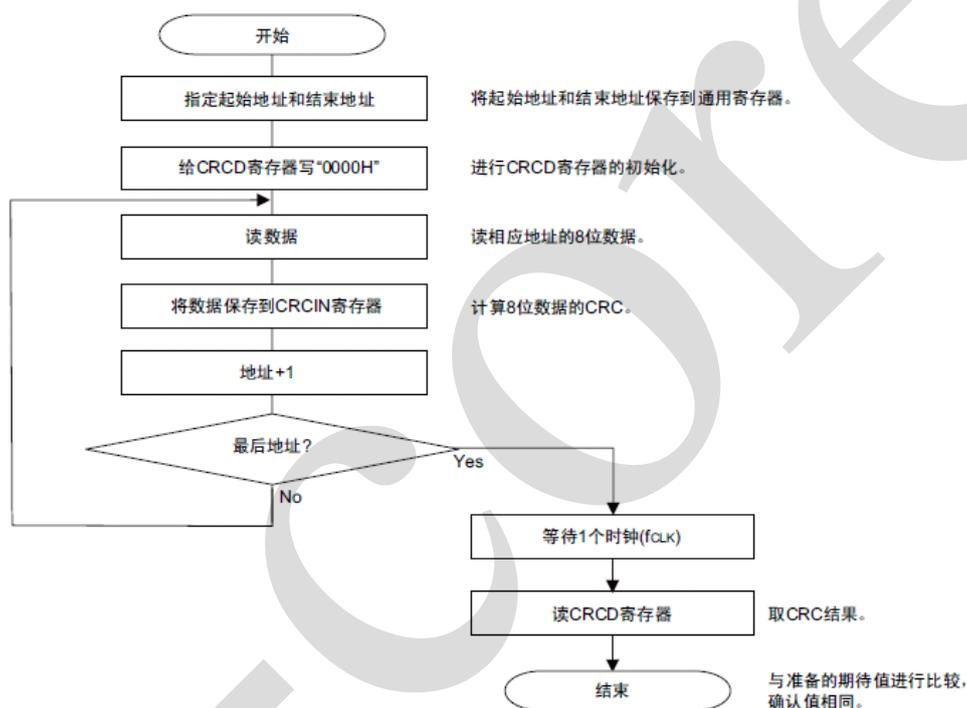 开始
指定起始地址和结束地址
将起始地址和结束地址保存到通用寄存器。
给CRCD寄存器写“0000H”
进行CRCD寄存器的初始化。
读数据
读相应地址的8位数据。
将数据保存到CRCIN寄存器
计算8位数据的CRC。
地址+1
最后地址?
Yes
No
等待1个时钟(fCLK)
读CRCD寄存器
取CRC结果。
结束
与准备的期待值进行比较,
确认值相同。
core